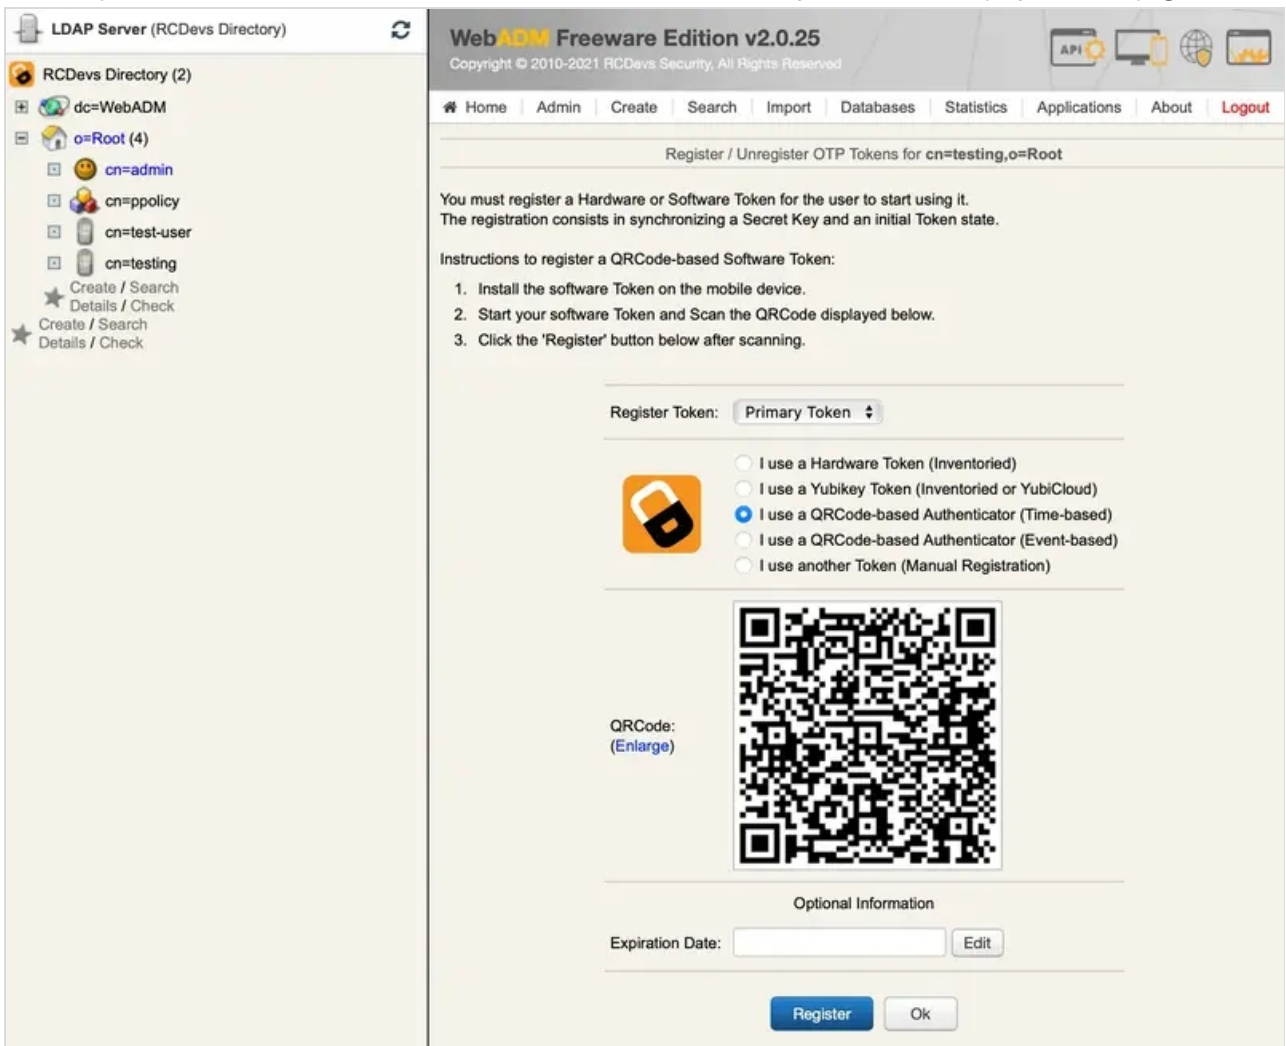 LDAP Server (RCDevs Directory)
RCDevs Directory (2)
dc=WebADM
o=Root (4)
cn=admin
cn=ppolicy
cn=test-user
cn=testing
Create / Search
Details / Check
Create / Search
Details / Check
WebADM Freeware Edition v2.0.25
Copyright © 2010-2021 RCDevs Security, All Rights Reserved
API
Home Admin Create Search Import Databases Statistics Applications About Logout
Register / Unregister OTP Tokens for cn=testing,o=Root
You must register a Hardware or Software Token for the user to start using it.
The registration consists in synchronizing a Secret Key and an initial Token state.
Instructions to register a QRCode-based Software Token:
1. Install the software Token on the mobile device.
2. Start your software Token and Scan the QRCode displayed below.
3. Click the 'Register' button below after scanning.
Register Token: Primary Token
I use a Hardware Token (Inventoried)
I use a Yubikey Token (Inventoried or YubiCloud)
I use a QRCode-based Authenticator (Time-based)
I use a QRCode-based Authenticator (Event-based)
I use another Token (Manual Registration)
QRCode:
(Enlarge)
Optional Information
Expiration Date: Edit
Register Ok